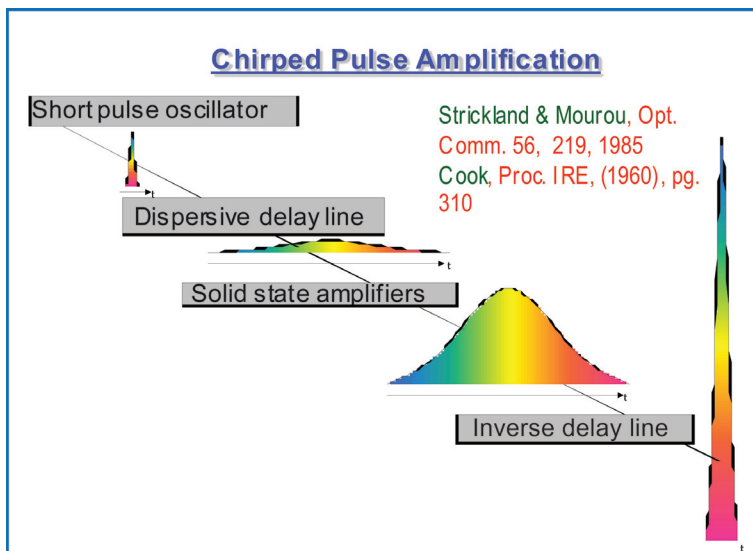 Chirped Pulse Amplification
Short pulse oscillator
Strickland & Mourou, Opt.
Comm. 56, 219, 1985
Cook, Proc. IRE, (1960), pg.
310
t
Dispersive delay line
t
Solid state amplifiers
t
Inverse delay line
t